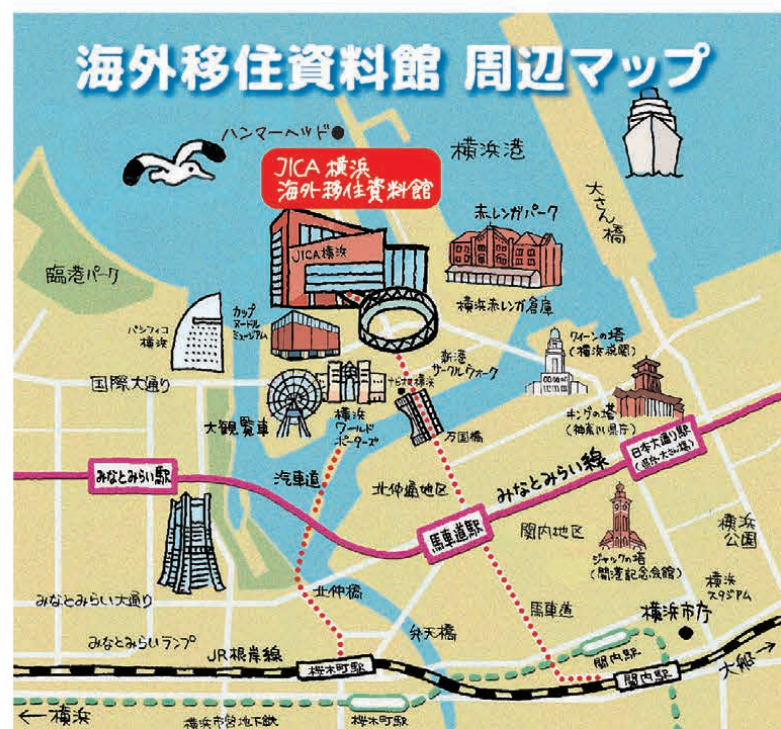 海外移住資料館 周辺マップ
ハンマーヘッド
横浜港
大さん橋
JICA 横浜
海外移住資料館
赤レンガパーク
JICA横浜
臨港パーク
横浜赤レンガ倉庫
パシフィコ
横浜
カップ
ヌードル
ミュージアム
クイーンの塔
(横浜税関)
新港
サークルウォーク
国際大通り
ナビオス横浜
大観覧車
横浜
ワールド
ポーターズ
万国橋
キングの塔
(神奈川県庁)
日本大通り駅
(県庁・大さん橋)
みなとみらい線
汽車道
北仲通地区
みなとみらい駅
馬車道駅
関内地区
横浜
公園
ジャックの塔
(開港記念会館)
横浜
スタジアム
みなとみらい大通り
北仲橋
馬車道
横浜市庁
みなとみらいランプ
弁天橋
JR根岸線
関内駅
桜木町駅
関内駅
大船
横浜
横浜市営地下鉄
桜木町駅